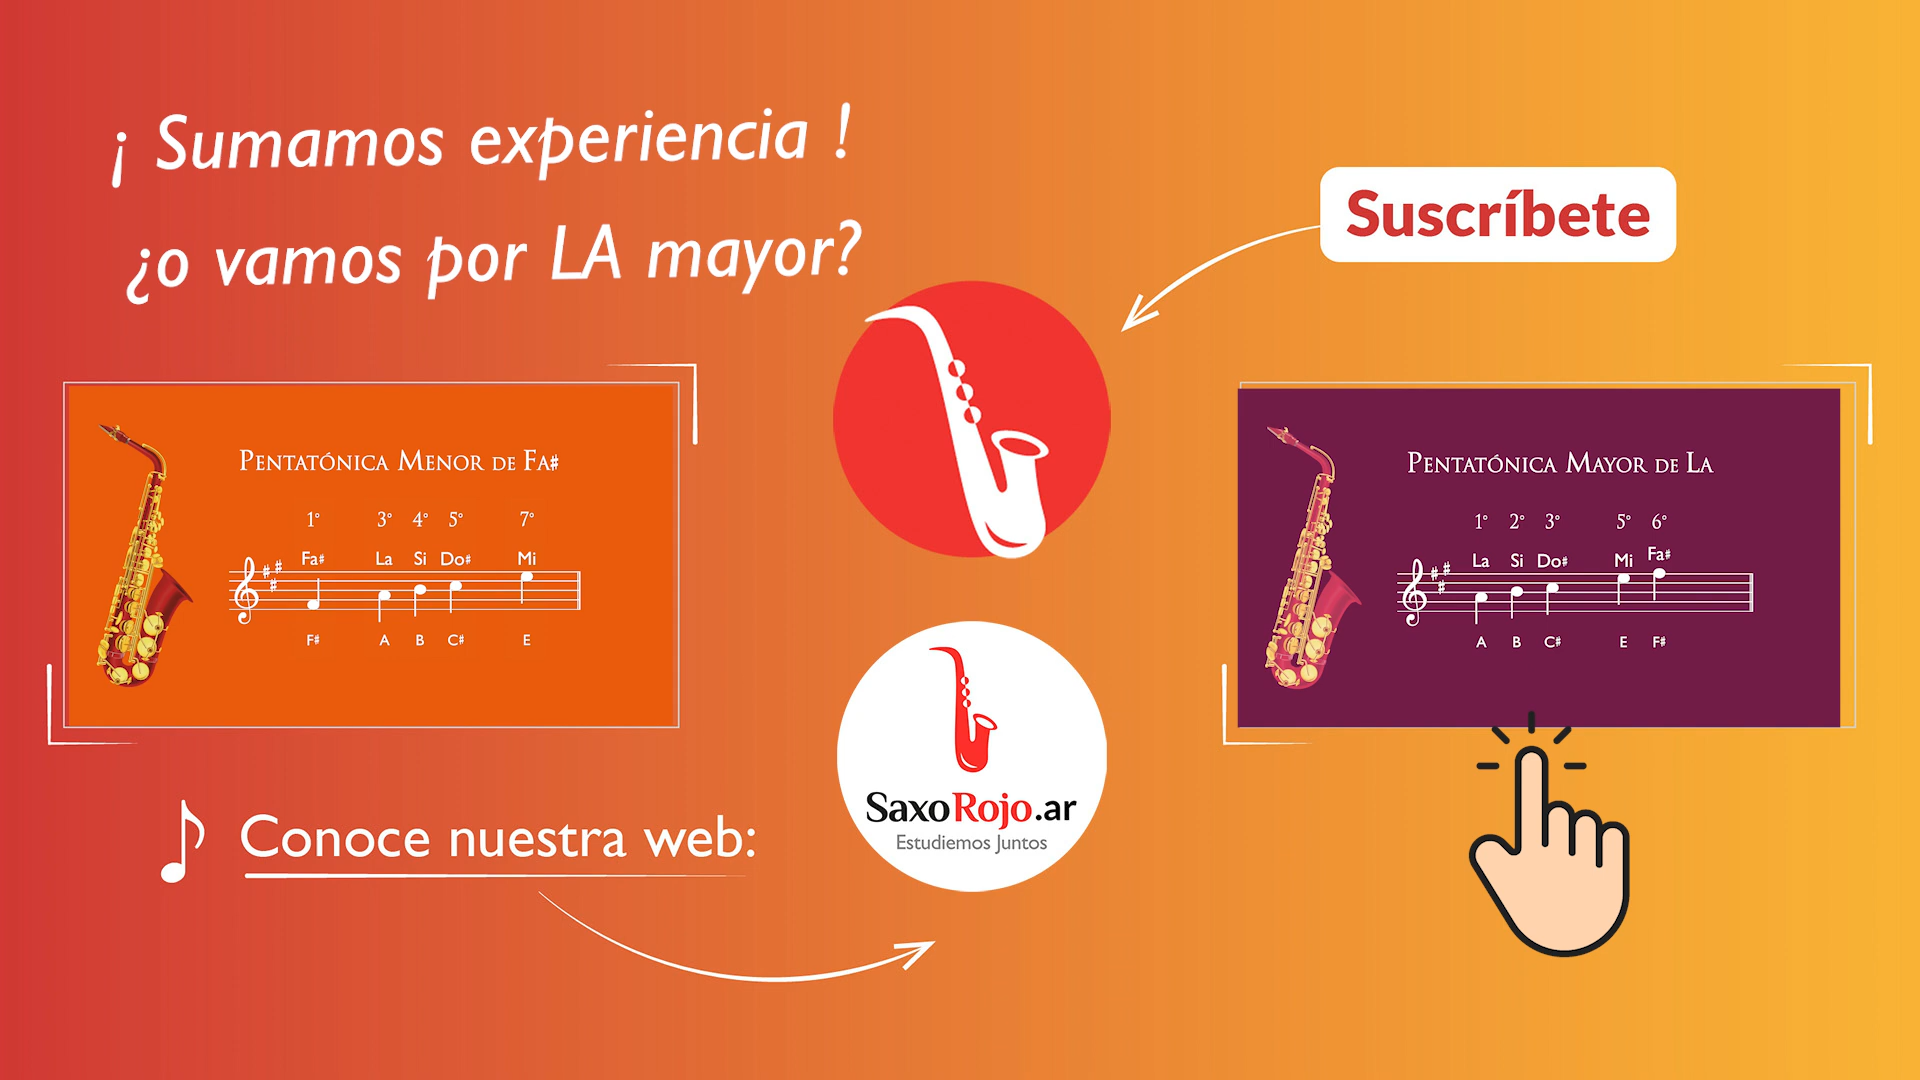 ¡ Sumamos experiencia !
¿o vamos por LA mayor?
Suscríbete
Pentatónica Menor de Fa#
1° 3° 4° 5° 7°
Fa# La Si Do# Mi
F# A B C# E
Pentatónica Mayor de La
1° 2° 3° 5° 6°
La Si Do# Mi Fa#
A B C# E F#
Conoce nuestra web:
SaxoRojo.ar
Estudiemos Juntos